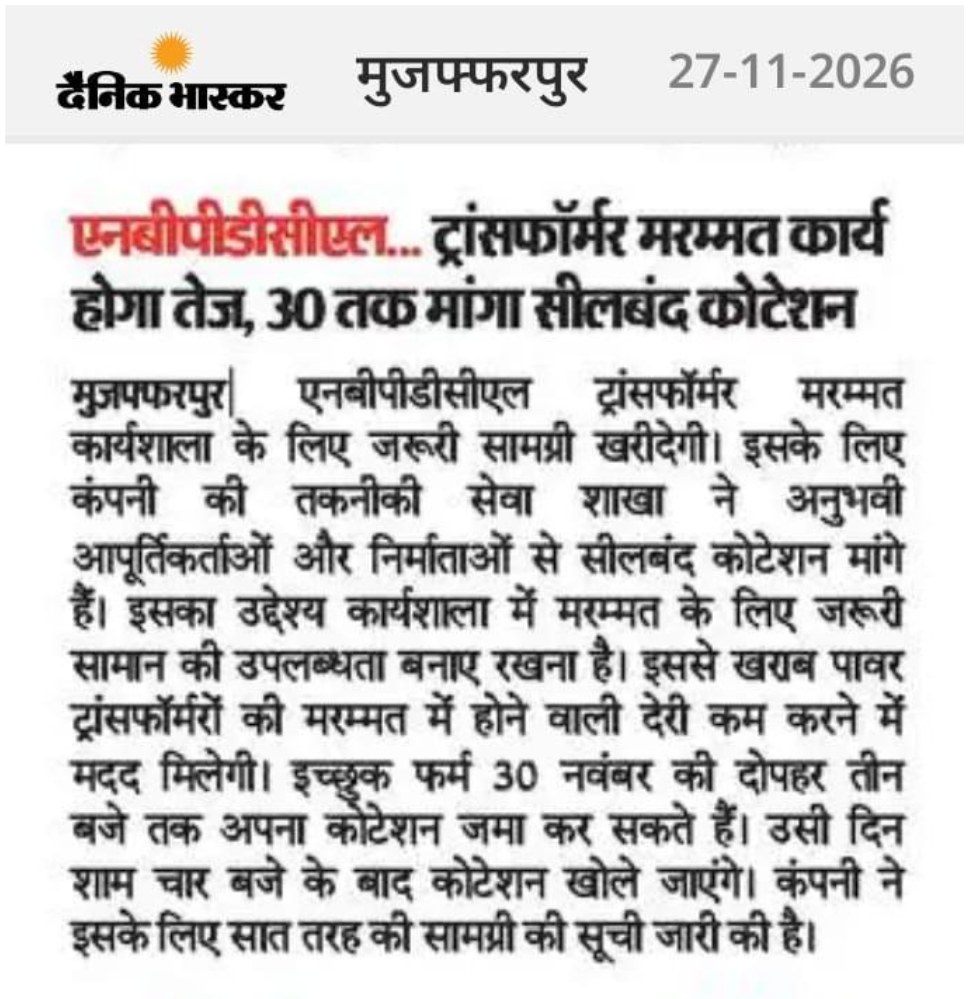 दैनिक भास्कर मुजफ्फरपुर 27-11-2026
एनबीपीडीसीएल... ट्रांसफॉर्मर मरम्मत कार्य
होगा तेज, 30 तक मांगा सीलबंद कोटेशन
मुजफ्फरपुर| एनबीपीडीसीएल ट्रांसफॉर्मर मरम्मत
कार्यशाला के लिए जरूरी सामग्री खरीदेगी। इसके लिए
कंपनी की तकनीकी सेवा शाखा ने अनुभवी
आपूर्तिकर्ताओं और निर्माताओं से सीलबंद कोटेशन मांगे
हैं। इसका उद्देश्य कार्यशाला में मरम्मत के लिए जरूरी
सामान की उपलब्धता बनाए रखना है। इससे खराब पावर
ट्रांसफॉर्मरों की मरम्मत में होने वाली देरी कम करने में
मदद मिलेगी। इच्छुक फर्म 30 नवंबर की दोपहर तीन
बजे तक अपना कोटेशन जमा कर सकते हैं। उसी दिन
शाम चार बजे के बाद कोटेशन खोले जाएंगे। कंपनी ने
इसके लिए सात तरह की सामग्री की सूची जारी की है।